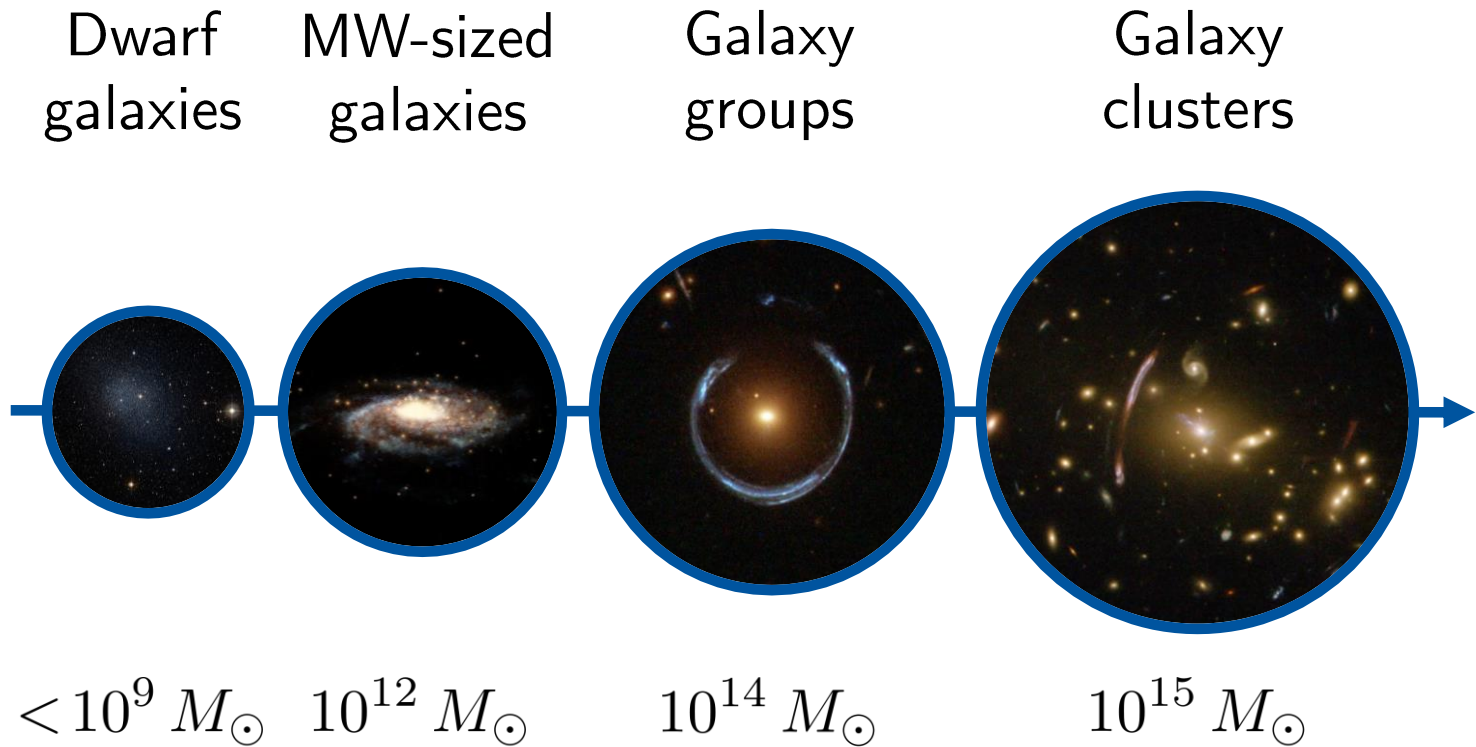 Dwarf
galaxies
MW-sized
galaxies
Galaxy
groups
Galaxy
clusters
< 10⁹ M☉
10¹² M☉
10¹⁴ M☉
10¹⁵ M☉